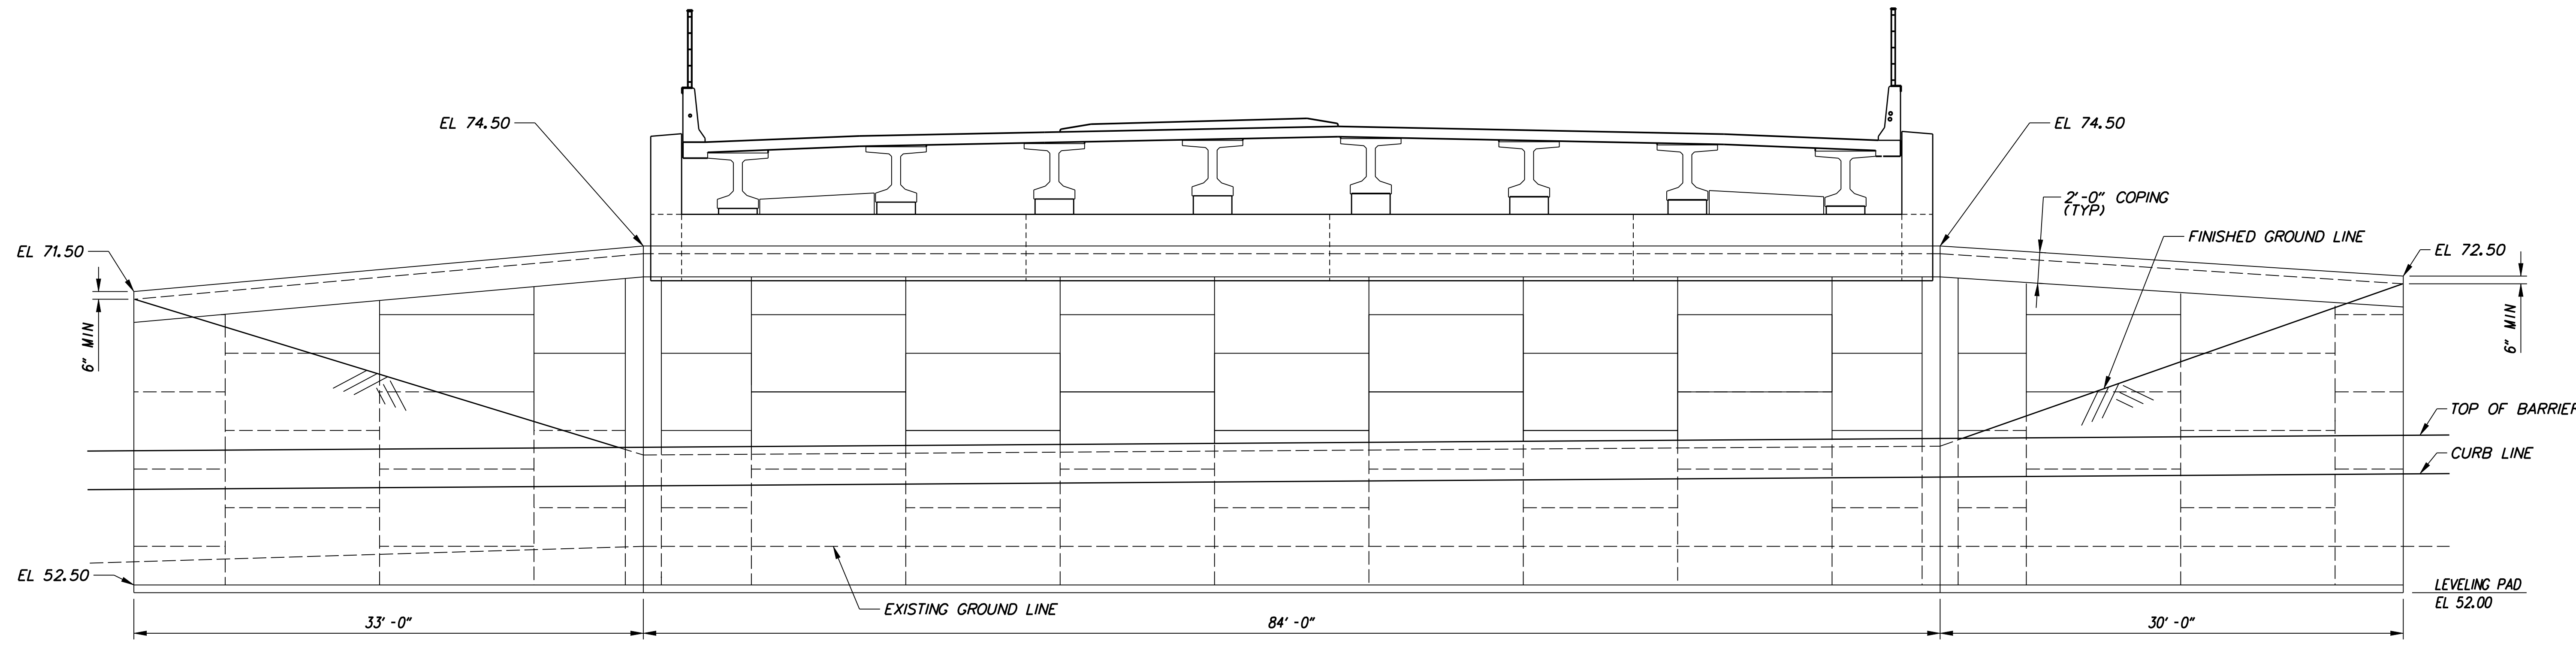 EL 74.50
EL 74.50
2'-0" COPING
(TYP)
FINISHED GROUND LINE
EL 71.50
EL 72.50
6" MIN
6" MIN
TOP OF BARRIER
CURB LINE
EL 52.50
EXISTING GROUND LINE
LEVELING PAD
EL 52.00
33'-0"
84'-0"
30'-0"